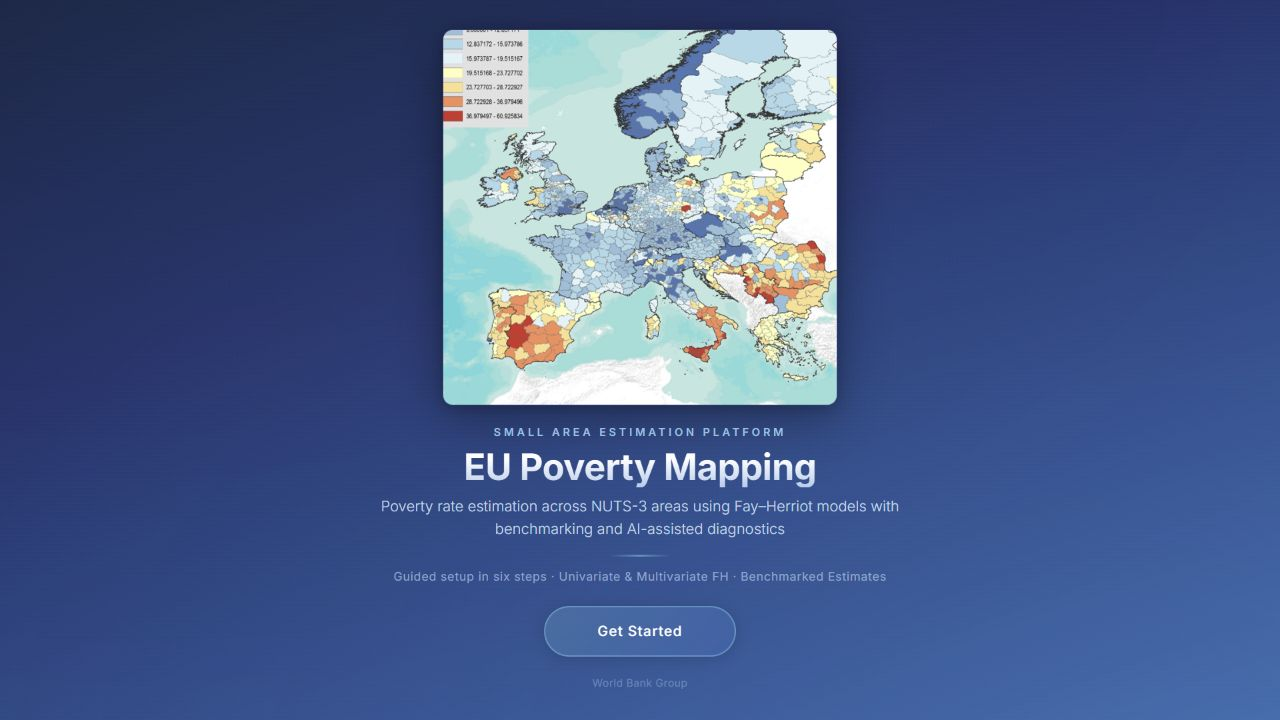 12.837172 - 15.973786
15.973787 - 19.515167
19.515168 - 23.727702
23.727703 - 28.722927
28.722928 - 36.979496
36.979497 - 60.925834
SMALL AREA ESTIMATION PLATFORM
EU Poverty Mapping
Poverty rate estimation across NUTS-3 areas using Fay–Herriot models with
benchmarking and AI-assisted diagnostics
Guided setup in six steps · Univariate & Multivariate FH · Benchmarked Estimates
Get Started
World Bank Group